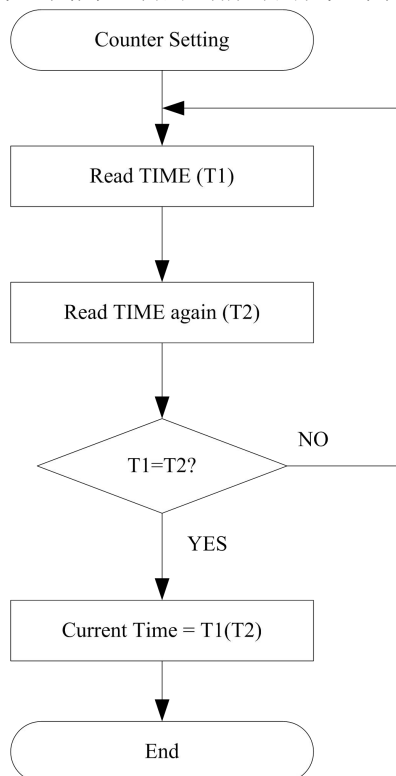 Counter Setting
Read TIME (T1)
Read TIME again (T2)
T1=T2?
NO
YES
Current Time = T1(T2)
End